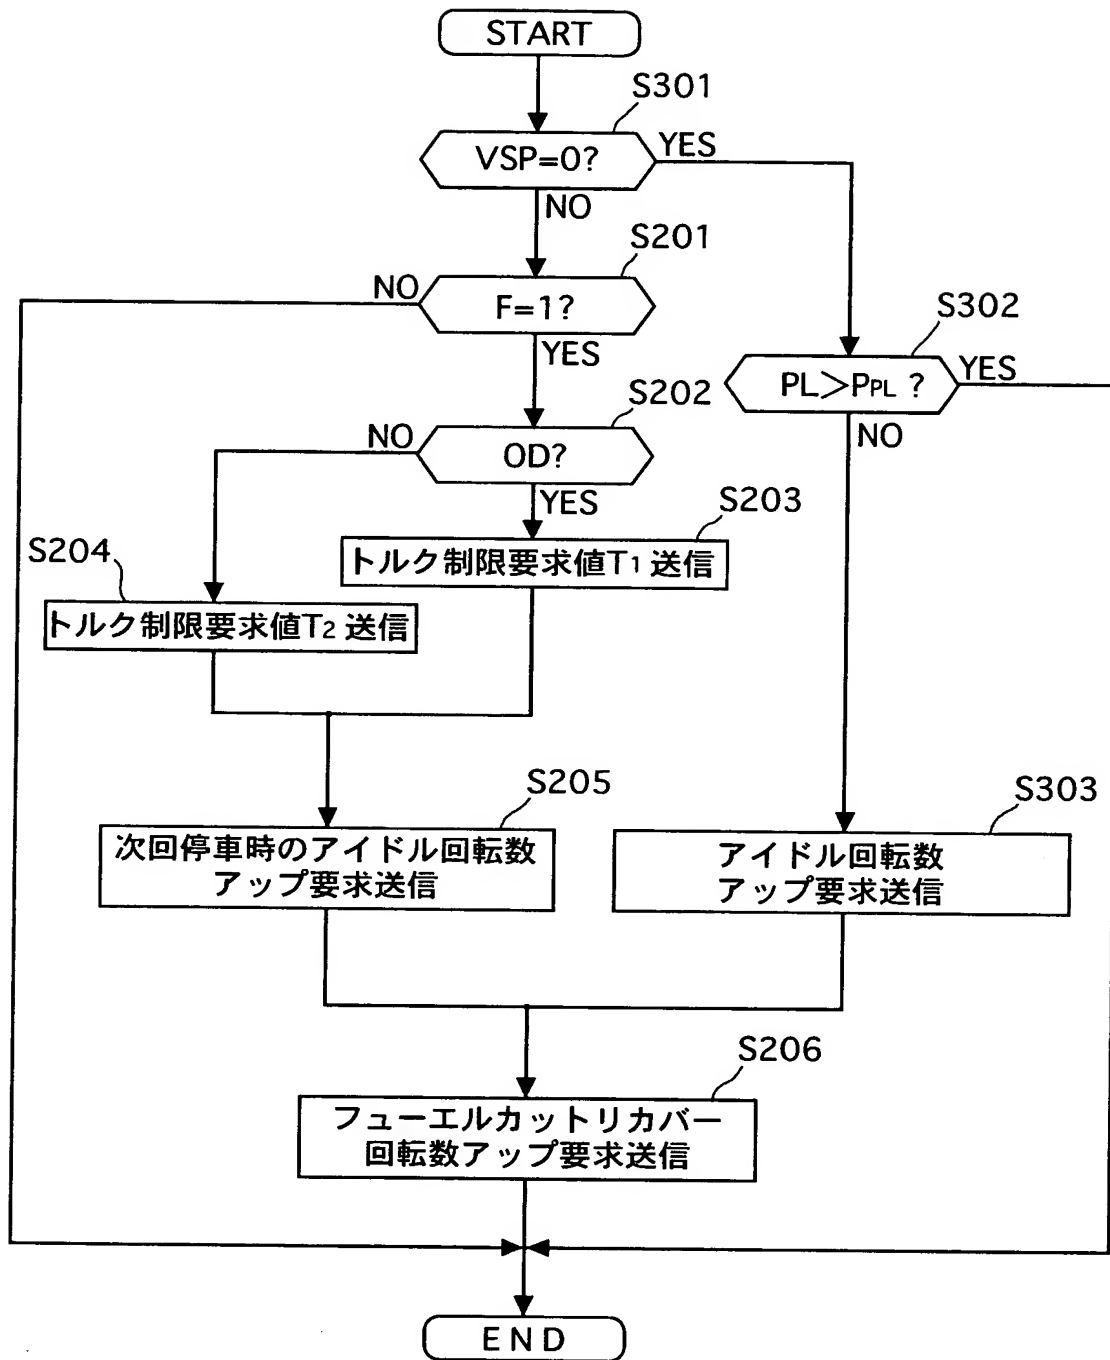 START
S301
VSP=0?
YES
NO
S201
NO
F=1?
YES
S302
PL>PPL ?
YES
NO
S202
NO
OD?
YES
S203
トルク制限要求値T1 送信
S204
トルク制限要求値T2 送信
S205
次回停車時のアイドル回転数
アップ要求送信
S303
アイドル回転数
アップ要求送信
S206
フューエルカットリカバー
回転数アップ要求送信
END